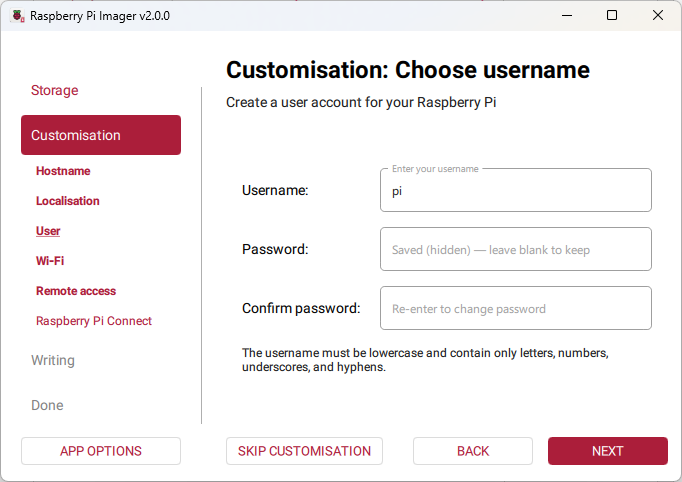 Raspberry Pi Imager v2.0.0
Storage
Customisation
Hostname
Localisation
User
Wi-Fi
Remote access
Raspberry Pi Connect
Writing
Done
APP OPTIONS
Customisation: Choose username
Create a user account for your Raspberry Pi
Username:
Enter your username
pi
Password:
Saved (hidden) — leave blank to keep
Confirm password:
Re-enter to change password
The username must be lowercase and contain only letters, numbers,
underscores, and hyphens.
SKIP CUSTOMISATION
BACK
NEXT